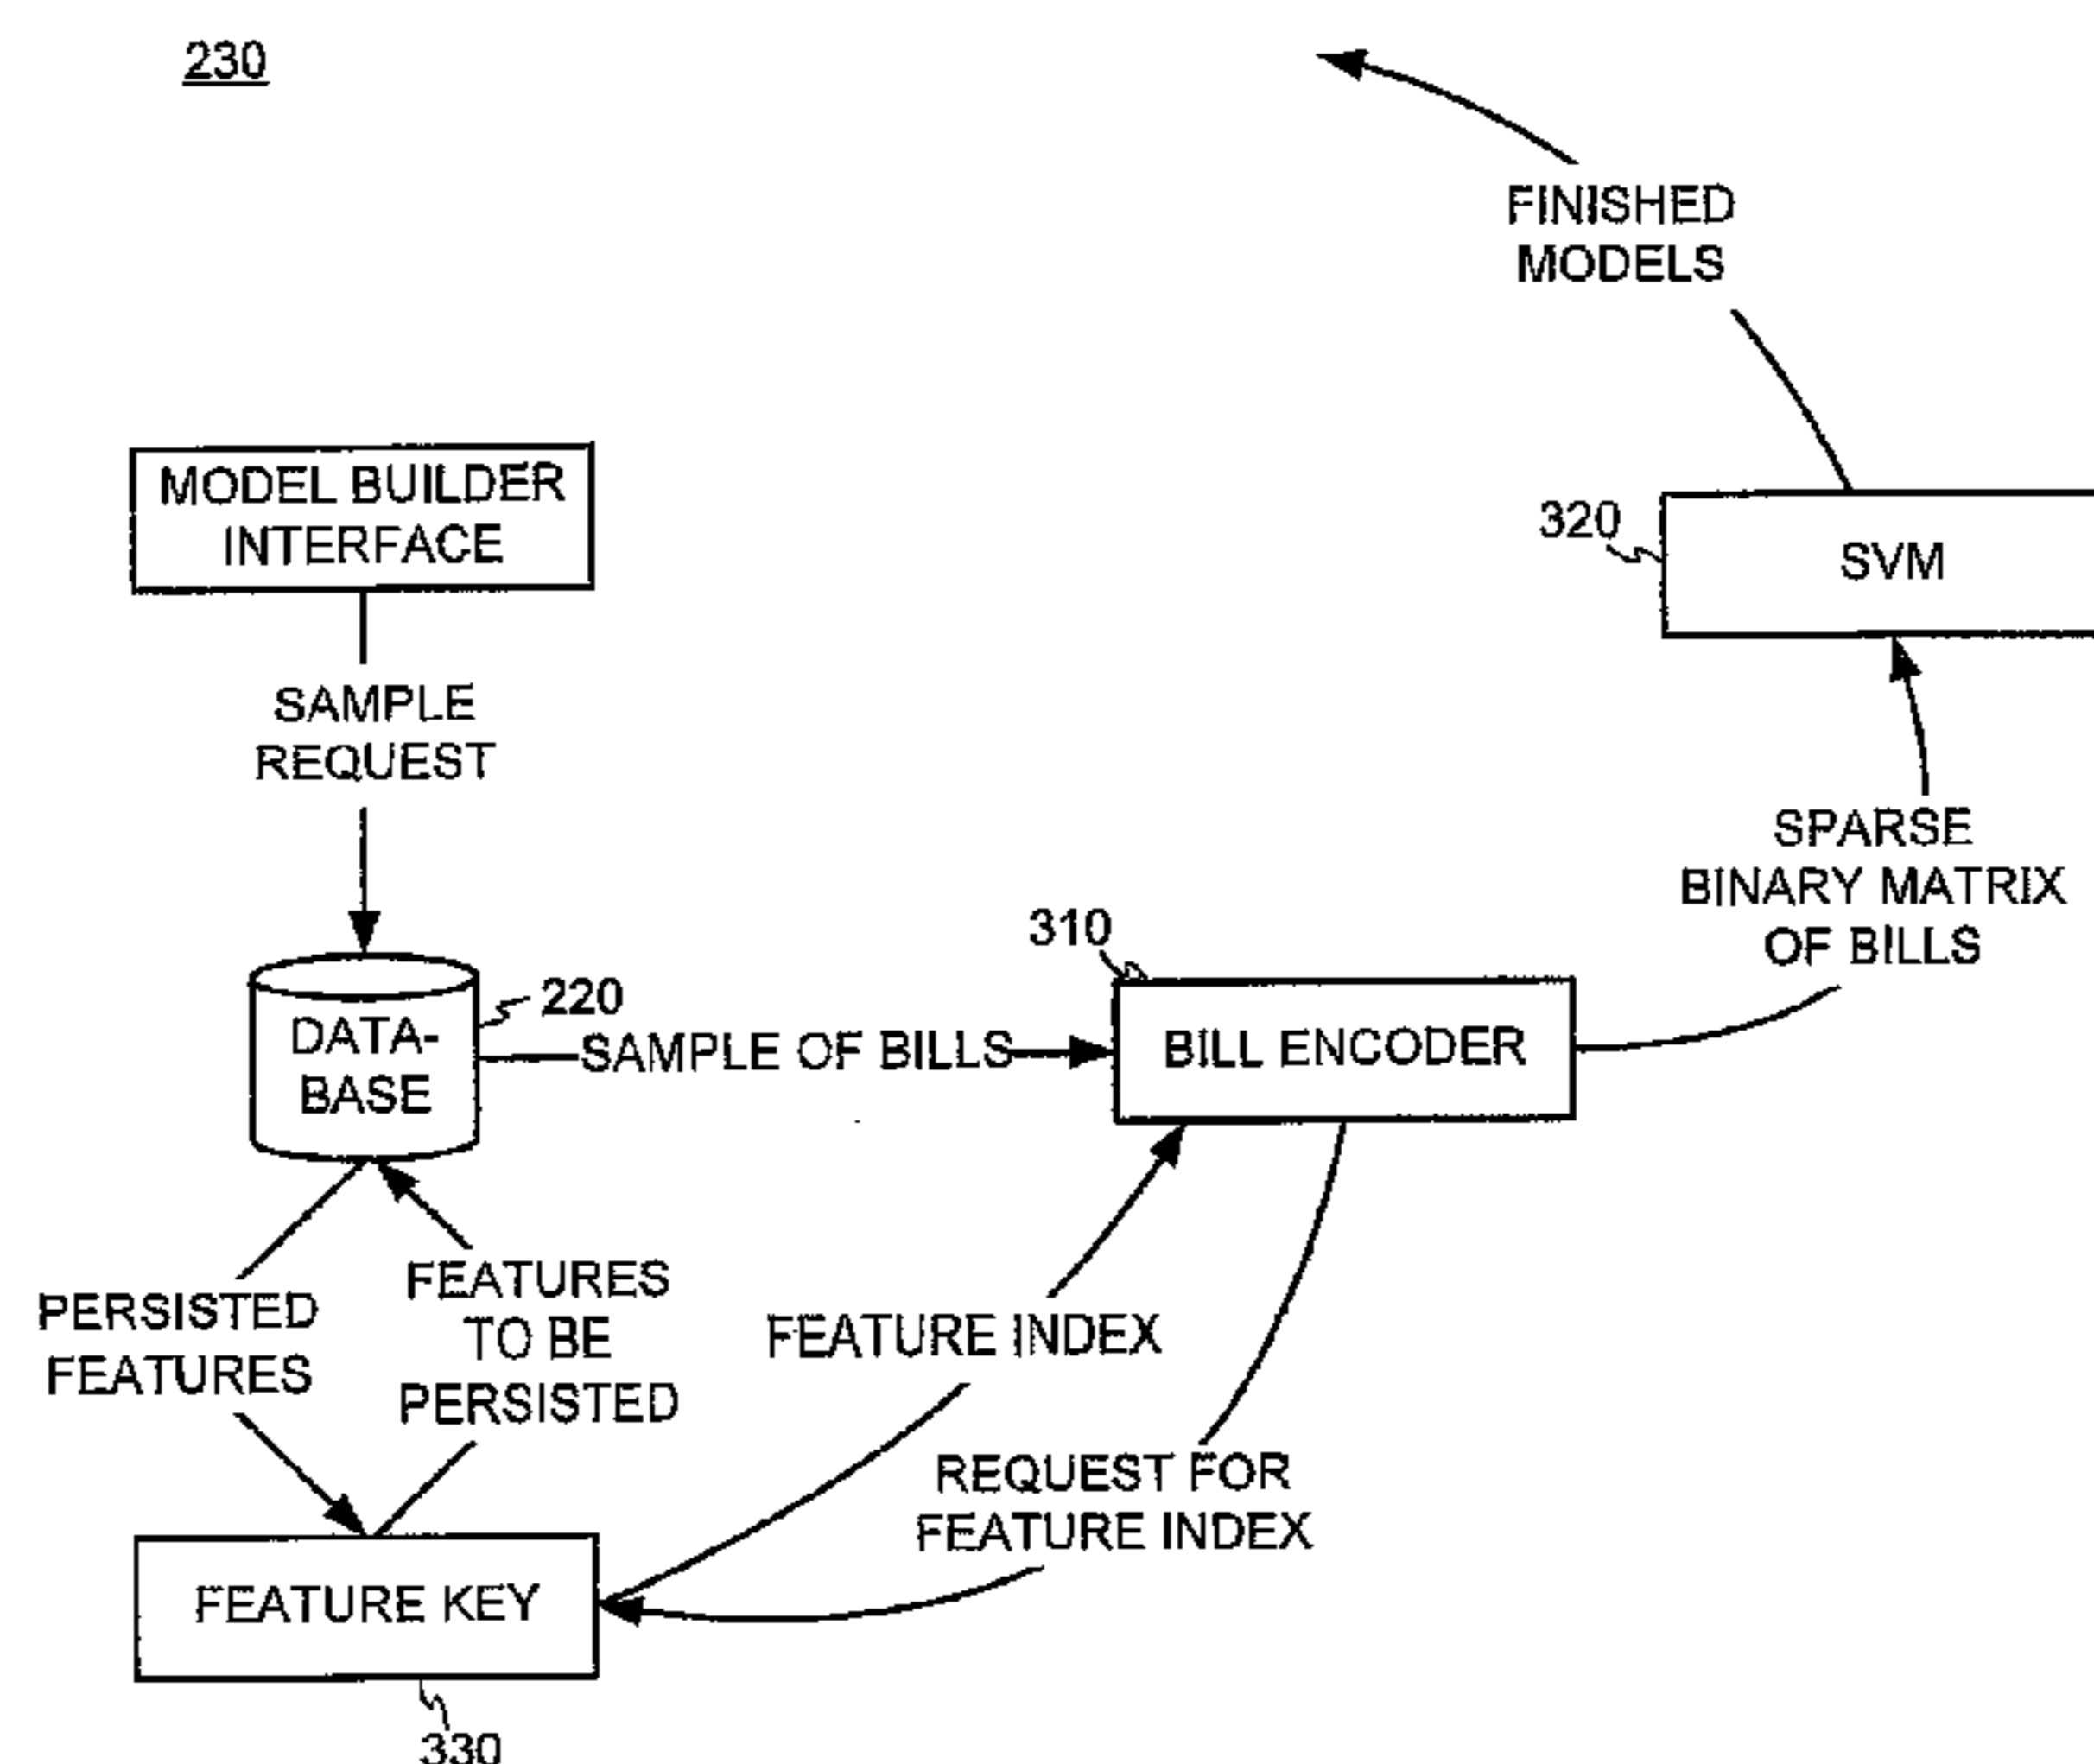 230
FINISHED
MODELS
MODEL BUILDER
INTERFACE
320
SVM
SAMPLE
REQUEST
SPARSE
BINARY MATRIX
OF BILLS
310
220
DATA-
BASE
SAMPLE OF BILLS
BILL ENCODER
PERSISTED
FEATURES
FEATURES
TO BE
PERSISTED
FEATURE INDEX
REQUEST FOR
FEATURE INDEX
FEATURE KEY
330